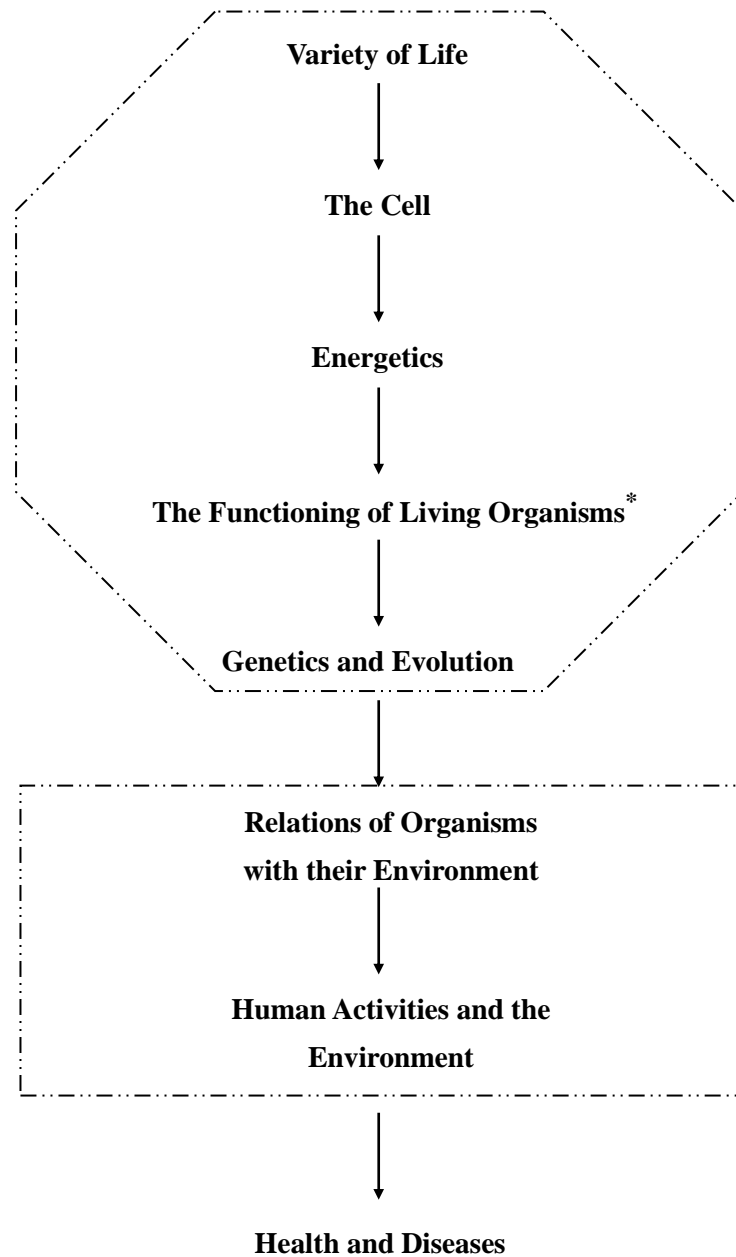 Variety of Life
The Cell
Energetics
The Functioning of Living Organisms*
Genetics and Evolution
Relations of Organisms
with their Environment
Human Activities and the
Environment
Health and Diseases